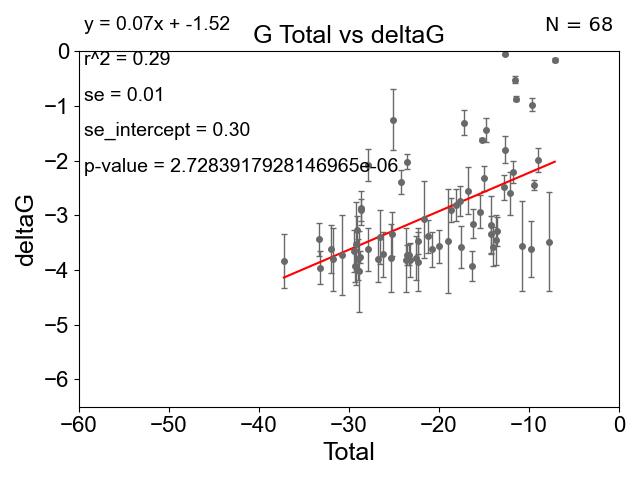 y = 0.07x + -1.52
N = 68
G Total vs deltaG
r^2 = 0.29
se = 0.01
se_intercept = 0.30
p-value = 2.7283917928146965e-06
deltaG
0
−1
−2
−3
−4
−5
−6
−60
−50
−40
−30
−20
−10
0
Total